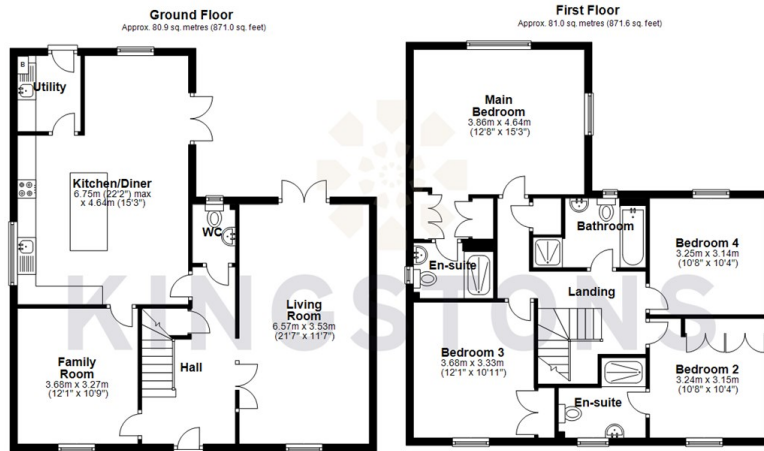 Ground Floor
Approx. 80.9 sq. metres (871.0 sq. feet)
B
Utility
Kitchen/Diner
6.75m (22'2") max
x 4.64m (15'3")
WC
Living
Room
6.57m x 3.53m
(21'7" x 11'7")
Family
Room
3.68m x 3.27m
(12'1" x 10'9")
Hall
First Floor
Approx. 81.0 sq. metres (871.6 sq. feet)
Main
Bedroom
3.86m x 4.64m
(12'8" x 15'3")
Bathroom
En-suite
Bedroom 4
3.25m x 3.14m
(10'8" x 10'4")
Landing
Bedroom 3
3.68m x 3.33m
(12'1" x 10'11")
Bedroom 2
3.24m x 3.15m
(10'8" x 10'4")
En-suite
KINGSTONS